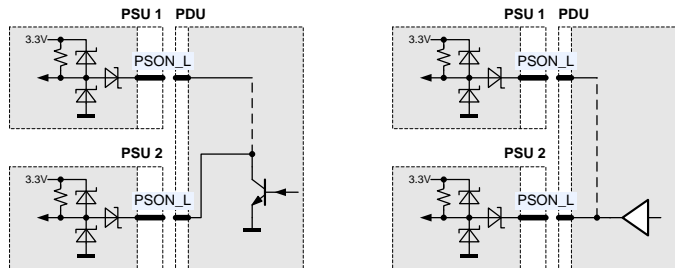 PSU 1 PDU
3.3V
PSON_L
PSU 2
3.3V
PSON_L
PSU 1 PDU
3.3V
PSON_L
PSU 2
3.3V
PSON_L